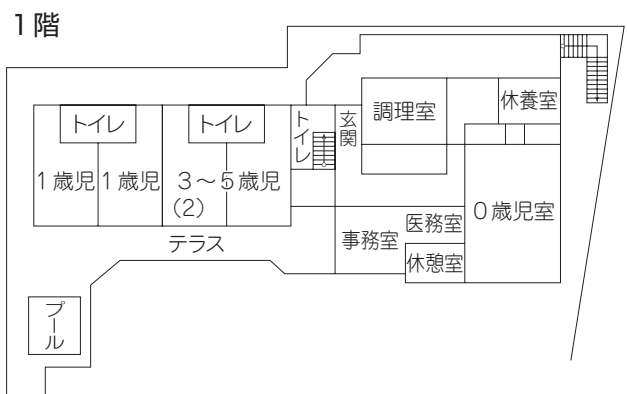 1階
トイレ
トイレ
トイレ
玄関
調理室
休養室
1歳児
1歳児
3～5歳児
(2)
0歳児室
医務室
事務室
休憩室
テラス
プール